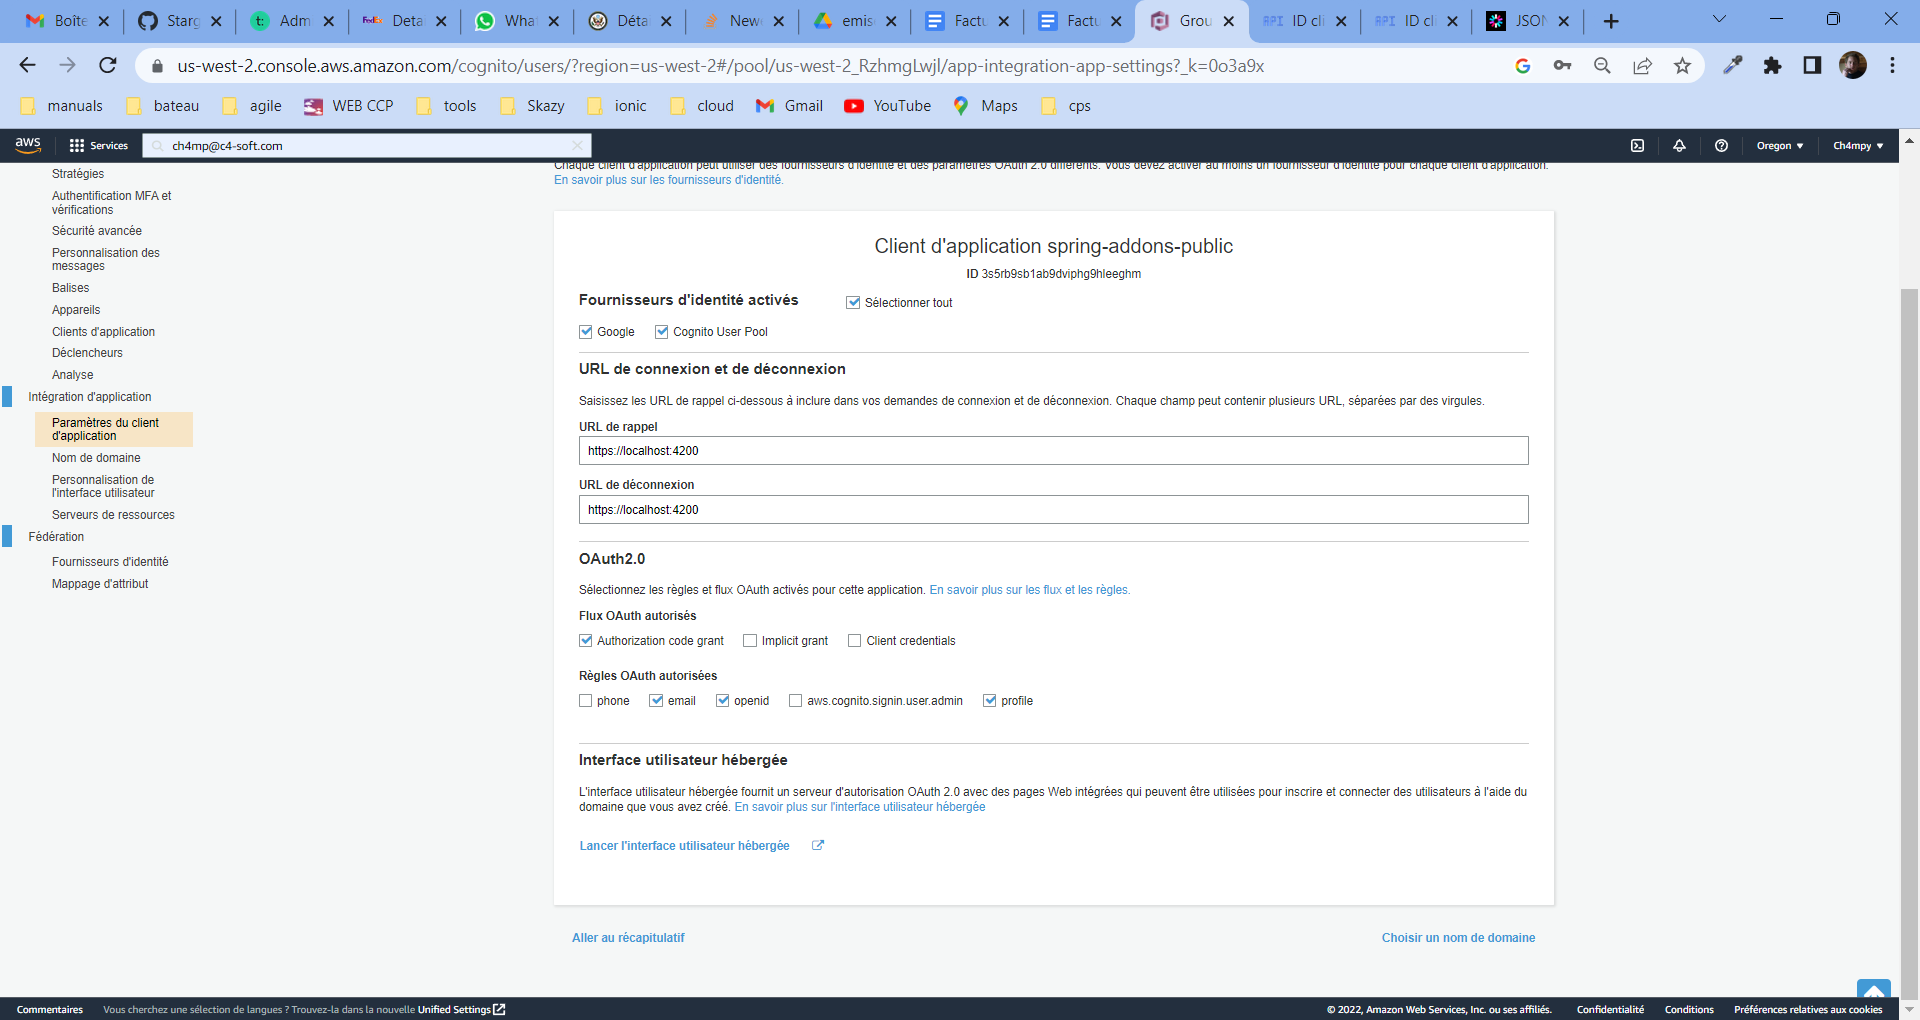 Boîte
Starg
t: Adm
FedEx Deta
What
Déta
New
emis
Factu
Factu
Grou
API ID cli
API ID cl
JSON
us-west-2.console.aws.amazon.com/cognito/users/?region=us-west-2#/pool/us-west-2_RzhmgLwjl/app-integration-app-settings?_k=0o3a9x
manuals bateau agile WEB CCP tools Skazy ionic cloud Gmail YouTube Maps cps
aws Services ch4mp@c4-soft.com Oregon Ch4mpy
Stratégies
Authentification MFA et
vérifications
Sécurité avancée
Personnalisation des
messages
Balises
Appareils
Clients d'application
Déclencheurs
Analyse
Intégration d'application
Paramètres du client
d'application
Nom de domaine
Personnalisation de
l'interface utilisateur
Serveurs de ressources
Fédération
Fournisseurs d'identité
Mappage d'attribut
Chaque client d'application peut utiliser des fournisseurs d'identité et des paramètres OAuth 2.0 différents. Vous devez activer au moins un fournisseur d'identité pour chaque client d'application.
En savoir plus sur les fournisseurs d'identité.
Client d'application spring-addons-public
ID 3s5rb9sb1ab9dviphg9hleeghm
Fournisseurs d'identité activés Sélectionner tout
Google Cognito User Pool
URL de connexion et de déconnexion
Saisissez les URL de rappel ci-dessous à inclure dans vos demandes de connexion et de déconnexion. Chaque champ peut contenir plusieurs URL, séparées par des virgules.
URL de rappel
https://localhost:4200
URL de déconnexion
https://localhost:4200
OAuth2.0
Sélectionnez les règles et flux OAuth activés pour cette application. En savoir plus sur les flux et les règles.
Flux OAuth autorisés
Authorization code grant Implicit grant Client credentials
Règles OAuth autorisées
phone email openid aws.cognito.signin.user.admin profile
Interface utilisateur hébergée
L'interface utilisateur hébergée fournit un serveur d'autorisation OAuth 2.0 avec des pages Web intégrées qui peuvent être utilisées pour inscrire et connecter des utilisateurs à l'aide du
domaine que vous avez créé. En savoir plus sur l'interface utilisateur hébergée
Lancer l'interface utilisateur hébergée
Aller au récapitulatif Choisir un nom de domaine
Commentaires Vous cherchez une sélection de langues ? Trouvez-la dans la nouvelle Unified Settings © 2022, Amazon Web Services, Inc. ou ses affiliés. Confidentialité Conditions Préférences relatives aux cookies